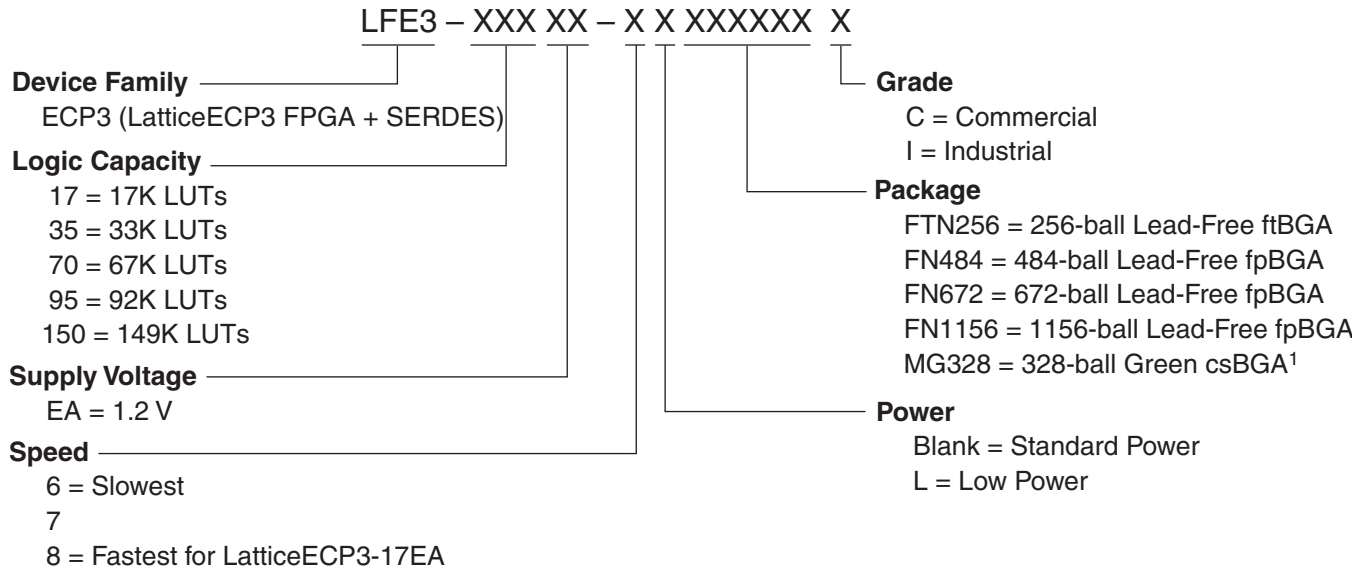 LFE3 – XXX XX – X X XXXXXX X
Device Family
ECP3 (LatticeECP3 FPGA + SERDES)
Logic Capacity
17 = 17K LUTs
35 = 33K LUTs
70 = 67K LUTs
95 = 92K LUTs
150 = 149K LUTs
Supply Voltage
EA = 1.2 V
Speed
6 = Slowest
7
8 = Fastest for LatticeECP3-17EA
Grade
C = Commercial
I = Industrial
Package
FTN256 = 256-ball Lead-Free ftBGA
FN484 = 484-ball Lead-Free fpBGA
FN672 = 672-ball Lead-Free fpBGA
FN1156 = 1156-ball Lead-Free fpBGA
MG328 = 328-ball Green csBGA¹
Power
Blank = Standard Power
L = Low Power